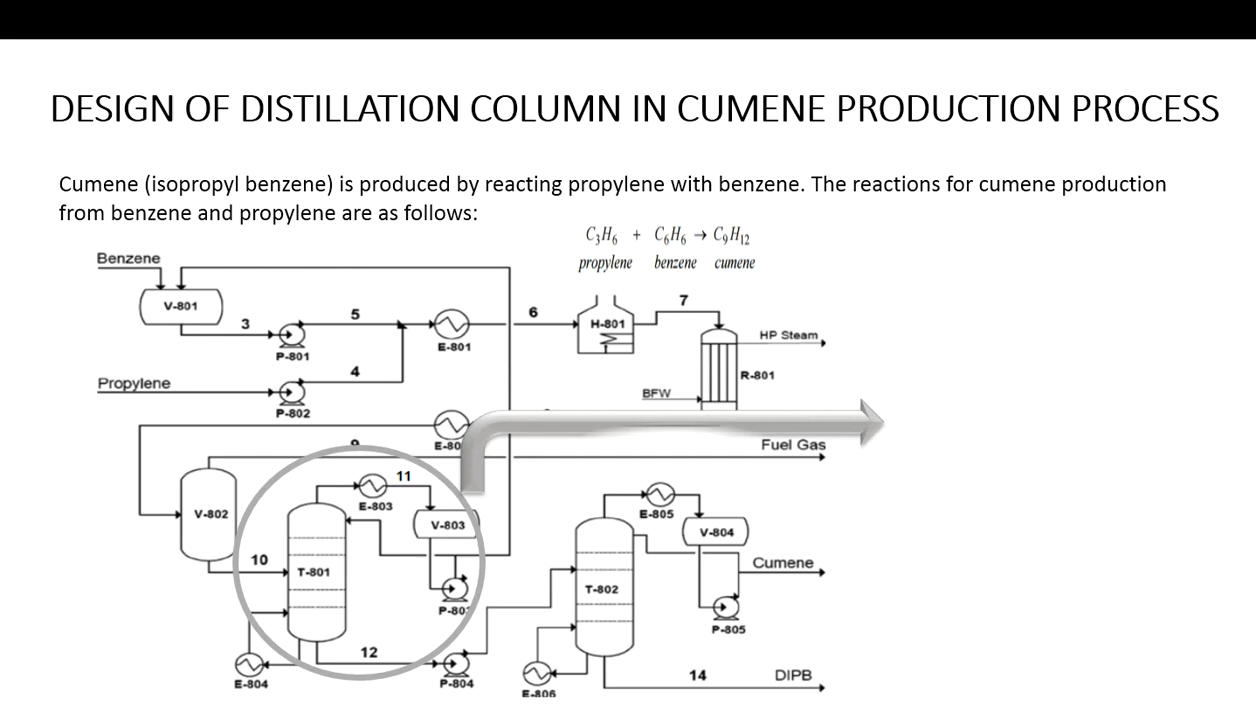 DESIGN OF DISTILLATION COLUMN IN CUMENE PRODUCTION PROCESS
Cumene (isopropyl benzene) is produced by reacting propylene with benzene. The reactions for cumene production
from benzene and propylene are as follows:
C₃H₆ + C₆H₆ → C₉H₁₂
propylene benzene cumene
Benzene
V-801
3
5
P-801
E-801
6
H-801
7
HP Steam
R-801
BFW
Propylene
4
P-802
Fuel Gas
V-802
10
T-801
E-803
11
V-803
12
E-804
P-804
E-805
V-804
Cumene
T-802
P-805
E-806
14
DIPB